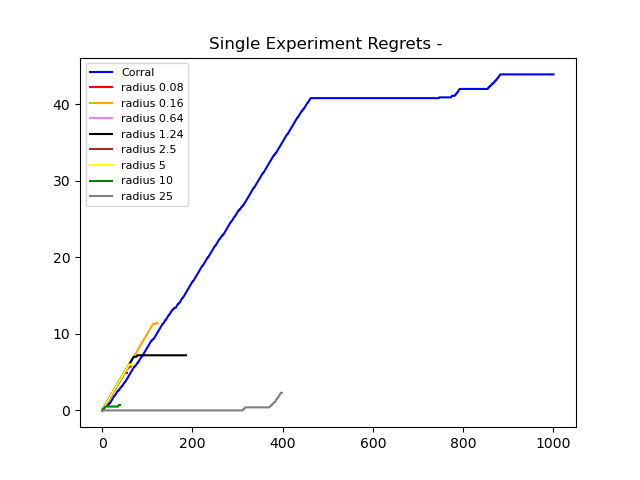 Single Experiment Regrets -
Corral
radius 0.08
radius 0.16
radius 0.64
radius 1.24
radius 2.5
radius 5
radius 10
radius 25
40
30
20
10
0
0 200 400 600 800 1000